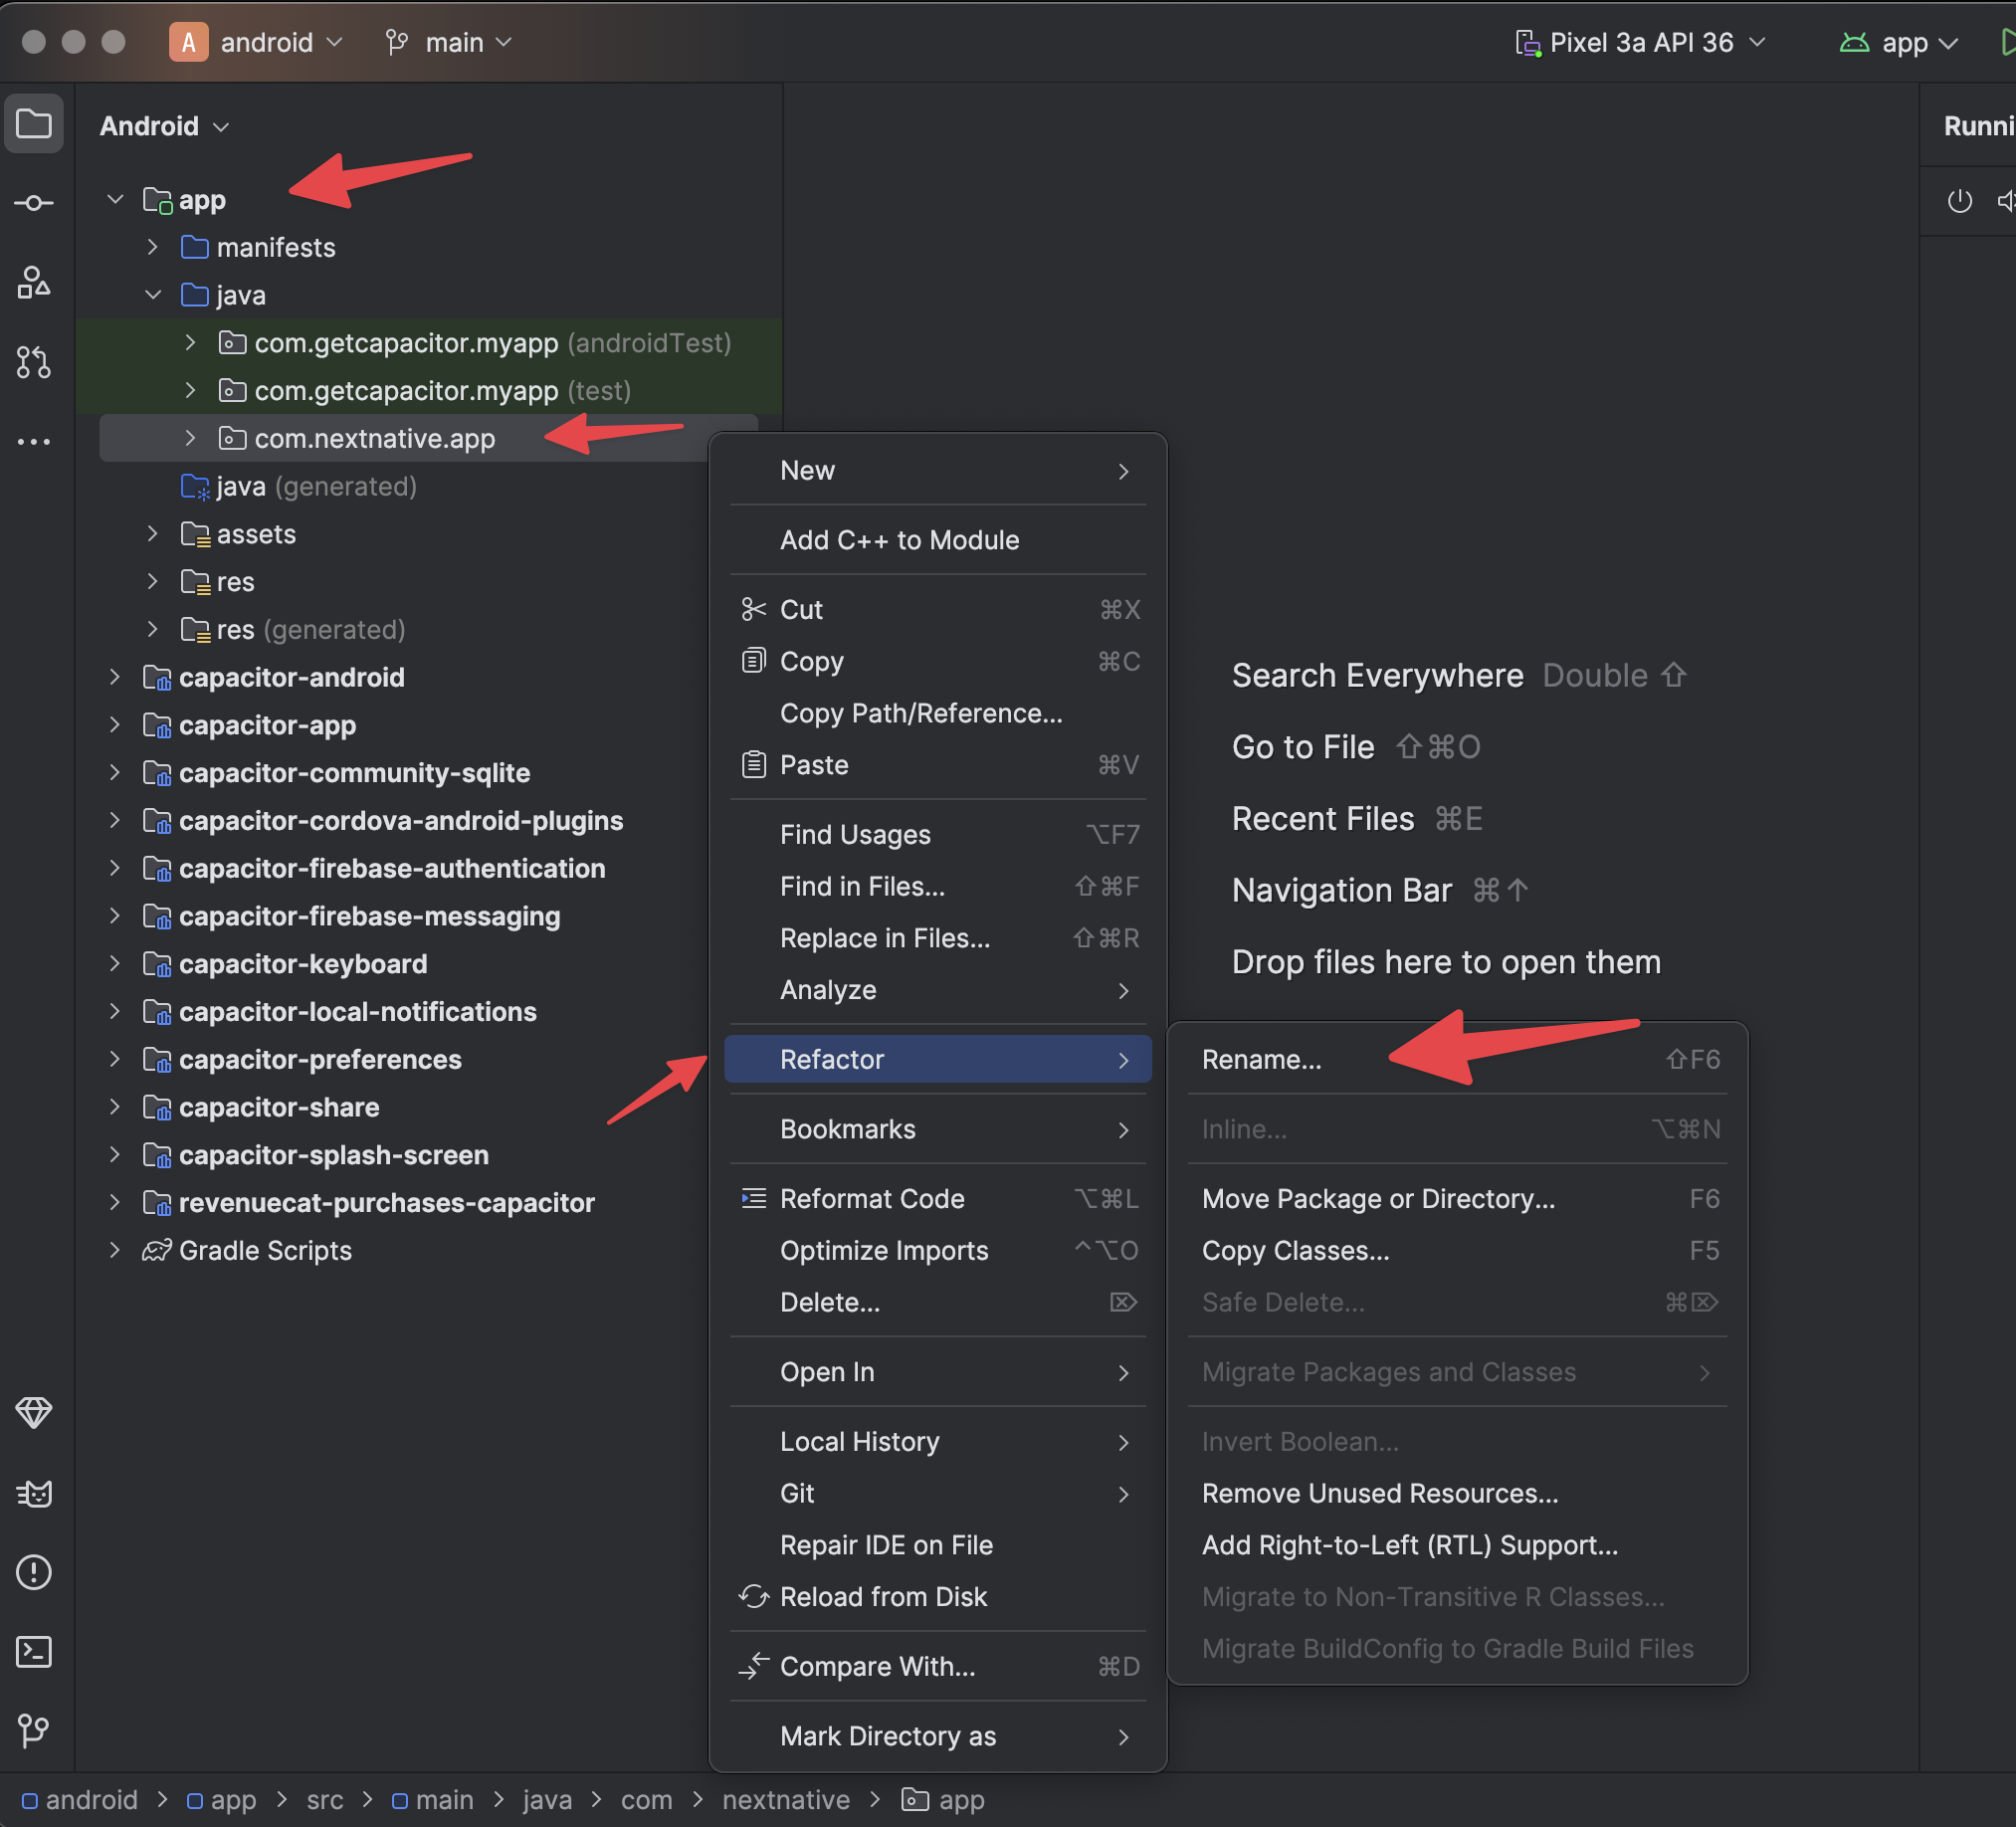 A android main Pixel 3a API 36 app
Android
Runni
app
manifests
java
com.getcapacitor.myapp (androidTest)
com.getcapacitor.myapp (test)
com.nextnative.app
java (generated)
assets
res
res (generated)
capacitor-android
capacitor-app
capacitor-community-sqlite
capacitor-cordova-android-plugins
capacitor-firebase-authentication
capacitor-firebase-messaging
capacitor-keyboard
capacitor-local-notifications
capacitor-preferences
capacitor-share
capacitor-splash-screen
revenuecat-purchases-capacitor
Gradle Scripts
New
Add C++ to Module
Cut ⌘X
Copy ⌘C
Copy Path/Reference...
Paste ⌘V
Find Usages ⌥F7
Find in Files... ⇧⌘F
Replace in Files... ⇧⌘R
Analyze
Refactor
Bookmarks
Reformat Code ⌥⌘L
Optimize Imports ^⌥O
Delete... ⌦
Open In
Local History
Git
Repair IDE on File
Reload from Disk
Compare With... ⌘D
Mark Directory as
Search Everywhere Double ⇧
Go to File ⇧⌘O
Recent Files ⌘E
Navigation Bar ⌘↑
Drop files here to open them
Rename... ⇧F6
Inline... ⌥⌘N
Move Package or Directory... F6
Copy Classes... F5
Safe Delete... ⌘⌦
Migrate Packages and Classes
Invert Boolean...
Remove Unused Resources...
Add Right-to-Left (RTL) Support...
Migrate to Non-Transitive R Classes...
Migrate BuildConfig to Gradle Build Files
android > app > src > main > java > com > nextnative > app